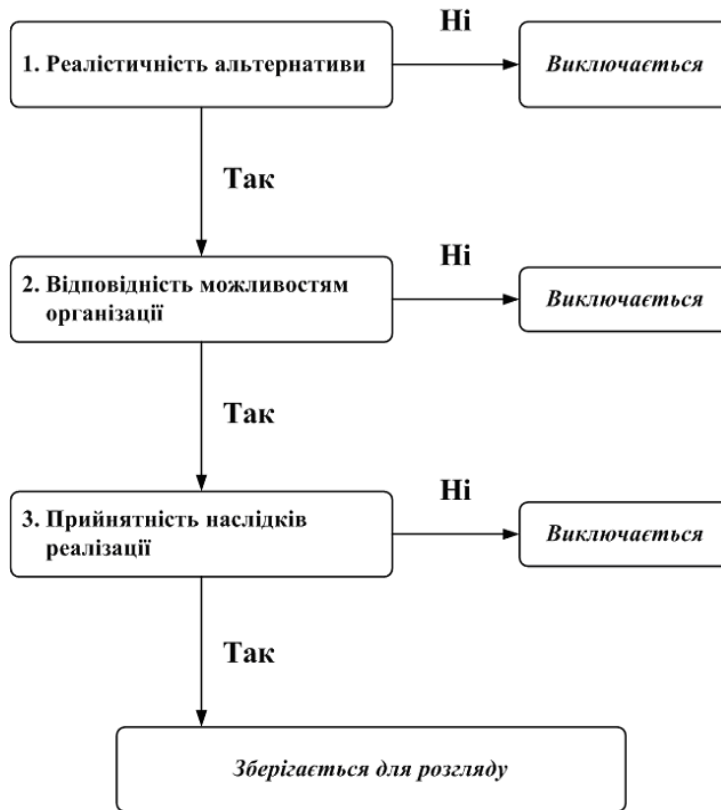 Ні
1. Реалістичність альтернативи
Виключається
Так
Ні
2. Відповідність можливостям
організації
Виключається
Так
Ні
3. Прийнятність наслідків
реалізації
Виключається
Так
Зберігається для розгляду